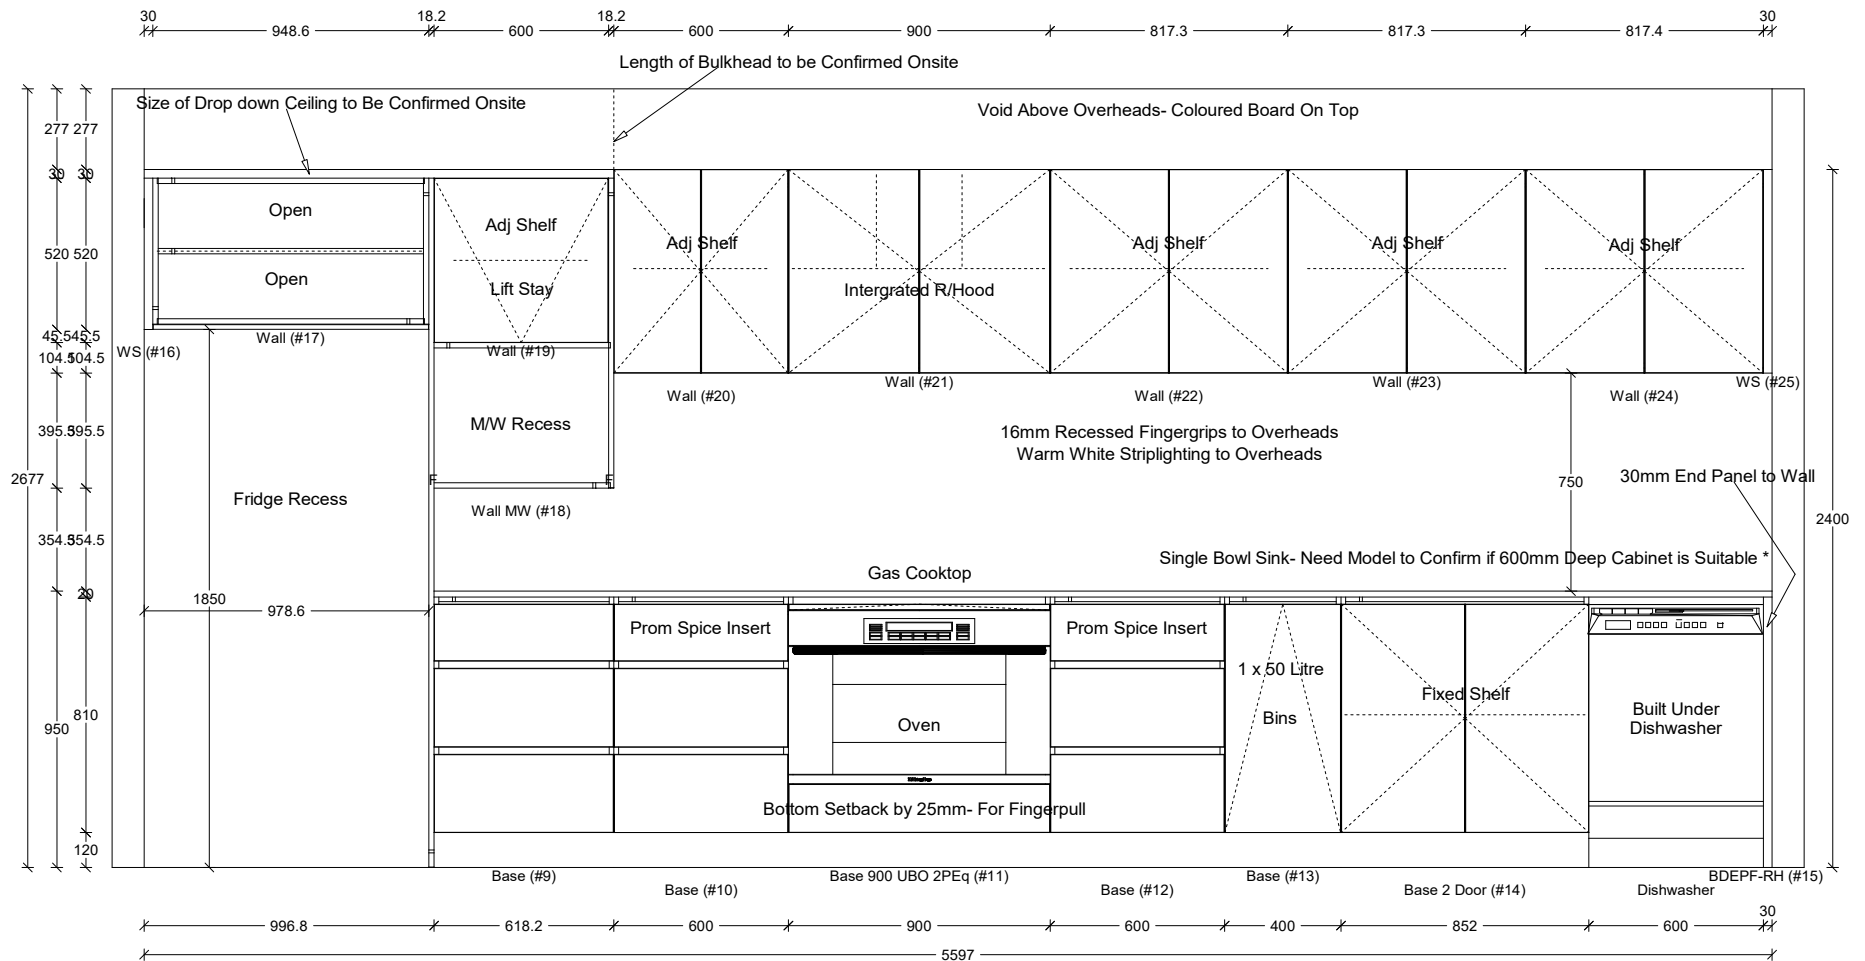 30
948.6
18.2
600
18.2
600
900
817.3
817.3
817.4
30
Length of Bulkhead to be Confirmed Onsite
Size of Drop down Ceiling to Be Confirmed Onsite
Void Above Overheads- Coloured Board On Top
277
277
30
30
Open
Adj Shelf
Adj Shelf
Adj Shelf
Adj Shelf
Adj Shelf
520
520
Open
Lift Stay
Intergrated R/Hood
45.5
45.5
104.5
104.5
WS (#16)
Wall (#17)
Wall (#19)
Wall (#20)
Wall (#21)
Wall (#22)
Wall (#23)
Wall (#24)
WS (#25)
M/W Recess
395.5
395.5
16mm Recessed Fingergrips to Overheads
Warm White Striplighting to Overheads
2677
Fridge Recess
F
F
Wall MW (#18)
750
30mm End Panel to Wall
2400
354.5
354.5
Single Bowl Sink- Need Model to Confirm if 600mm Deep Cabinet is Suitable *
Gas Cooktop
20
1850
978.6
Prom Spice Insert
Prom Spice Insert
1 x 50 Litre
Bins
Fixed Shelf
Built Under
Dishwasher
Oven
950
810
Bottom Setback by 25mm- For Fingerpull
120
Base (#9)
Base (#10)
Base 900 UBO 2PEq (#11)
Base (#12)
Base (#13)
Base 2 Door (#14)
Dishwasher
BDEPF-RH (#15)
996.8
618.2
600
900
600
400
852
600
30
5597